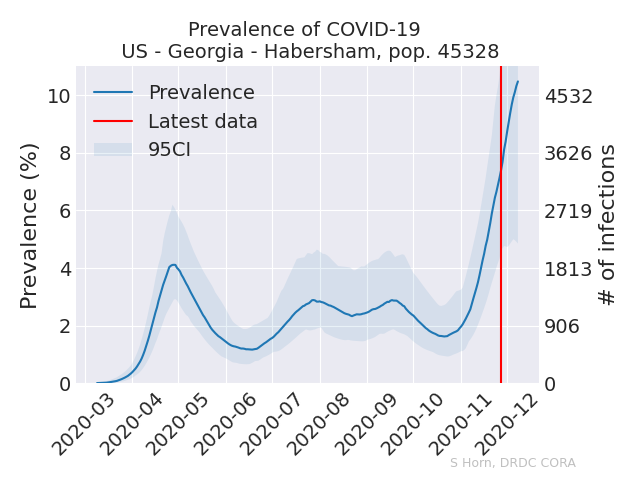 Prevalence of COVID-19
US - Georgia - Habersham, pop. 45328
Prevalence
Latest data
95CI
Prevalence (%)
10
8
6
4
2
0
4532
3626
2719
1813
906
0
# of infections
2020-03
2020-04
2020-05
2020-06
2020-07
2020-08
2020-09
2020-10
2020-11
2020-12
S Horn, DRDC CORA